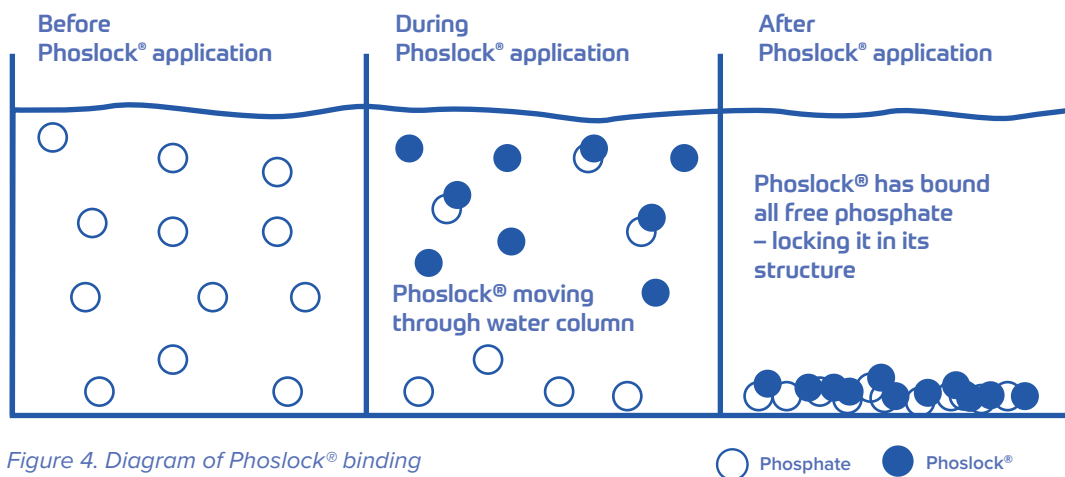 Before
Phoslock® application
During
Phoslock® application
After
Phoslock® application
Phoslock® moving
through water column
Phoslock® has bound
all free phosphate
– locking it in its
structure
Figure 4. Diagram of Phoslock® binding
Phosphate
Phoslock®